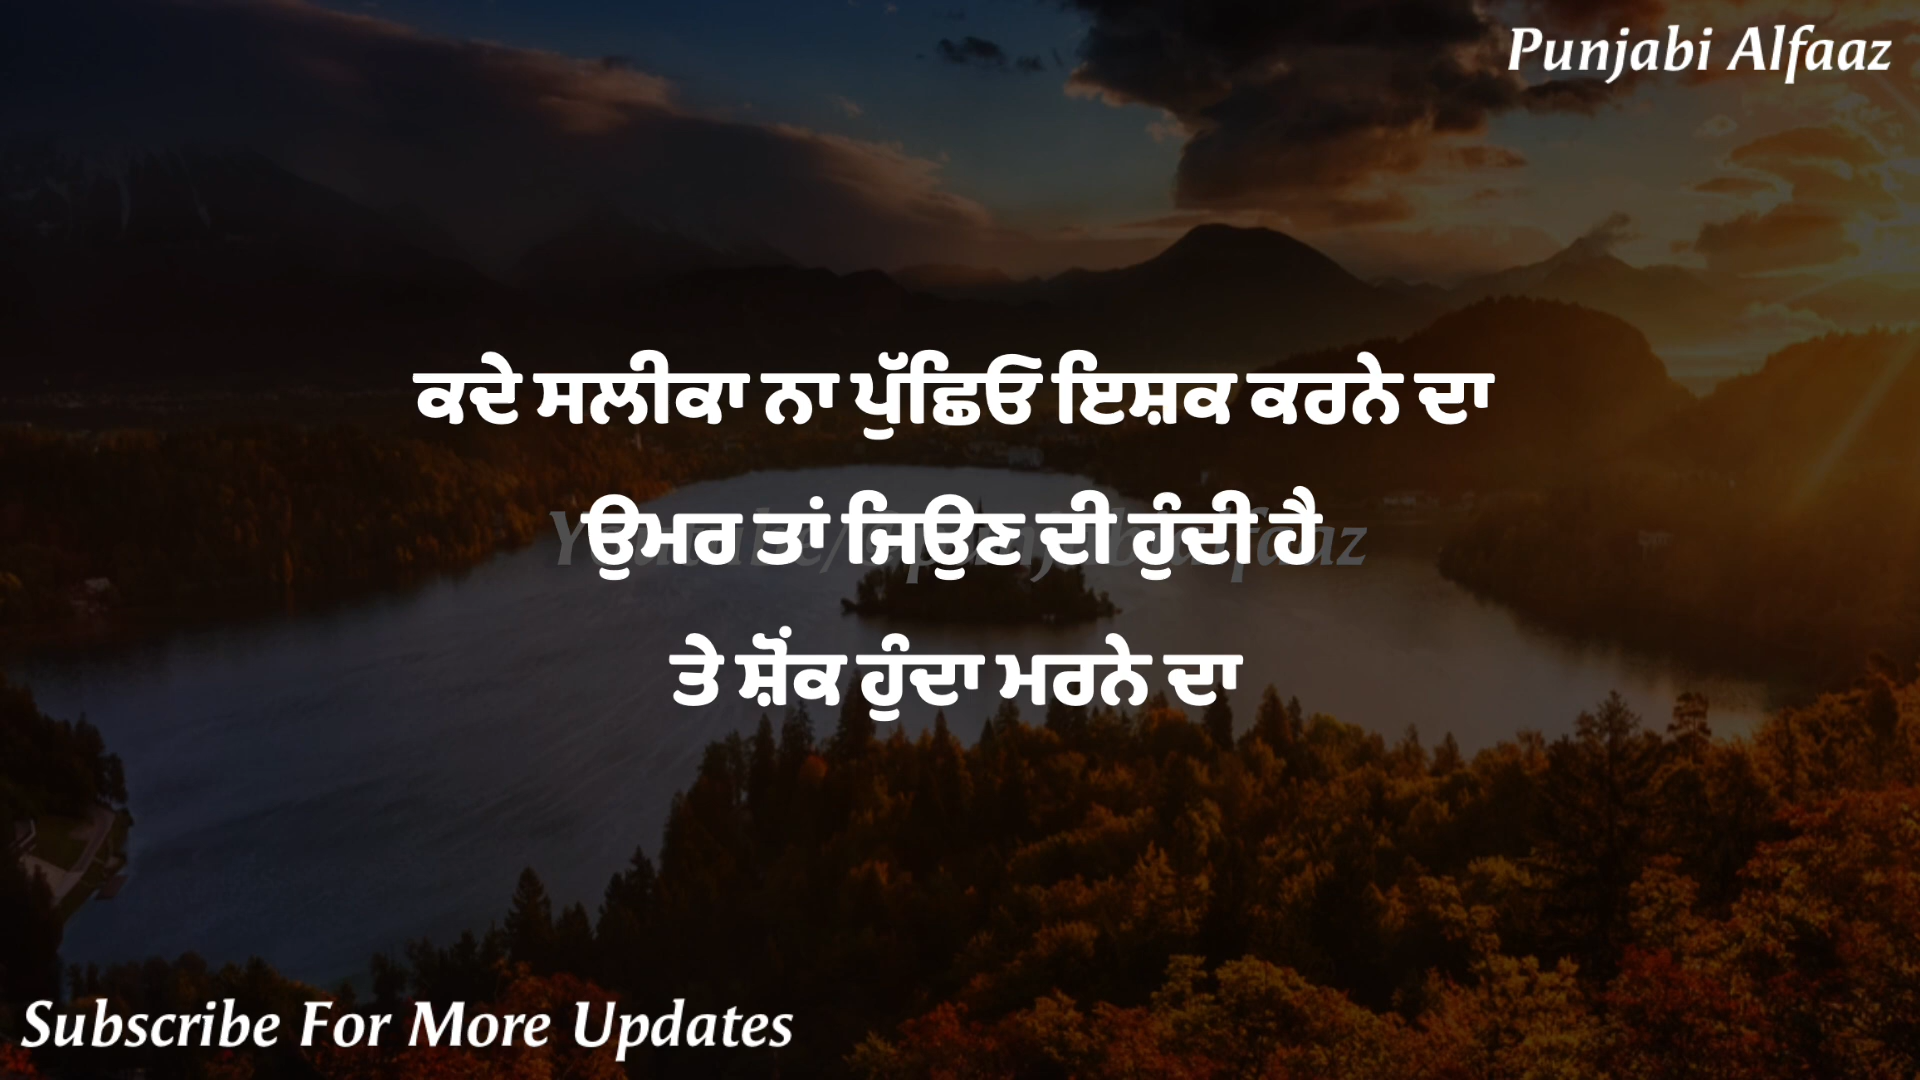 Punjabi Alfaaz
ਕਦੇ ਸਲੀਕਾ ਨਾ ਪੁੱਛਿਓ ਇਸ਼ਕ ਕਰਨੇ ਦਾ
ਉਮਰ ਤਾਂ ਜਿਉਣ ਦੀ ਹੁੰਦੀ ਹੈ
ਤੇ ਸ਼ੋਂਕ ਹੁੰਦਾ ਮਰਨੇ ਦਾ
Subscribe For More Updates